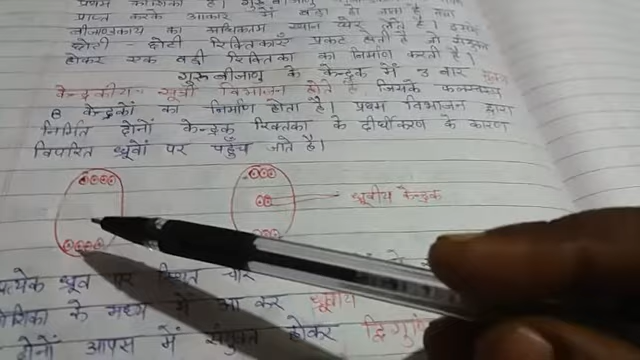 प्राप्त करके आकार में बड़ा हो जाता है तथा
बीजाण्डकाय का अधिकतम स्थान घेर लेता है। इसमें
छोटी - छोटी रिक्तिकाएँ प्रकट होती है जो संयुक्त
होकर एक बड़ी रिक्तिका का निर्माण करती है।
गुरू बीजाणु के केन्द्रक में 3 बार मुक्त
केन्द्रकीय सूत्री विभाजन होते है जिसके फलस्वरूप
8 केन्द्रकों का निर्माण होता है। प्रथम विभाजन द्वारा
निर्मित दोनों केन्द्रक रिक्तिका के दीर्घीकरण के कारण
विपरित ध्रुवों पर पहुंच जाते है।
ध्रुवीय केन्द्रक
प्रत्येक ध्रुव पर स्थित चार
के मध्य में आ कर ध्रुवीय
दोनों आपस में संयुक्त होकर द्विगु